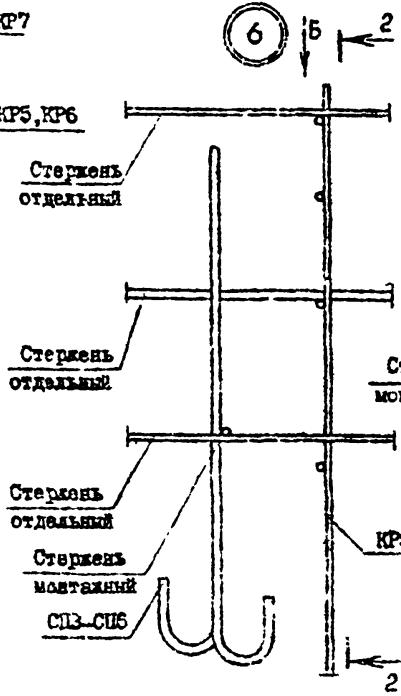 КР7
6
Б
2
КР5,КР6
Стержень
отдельный
Стержень
отдельный
Стержень
отдельный
Стержень
монтажный
СП3-СП6
2